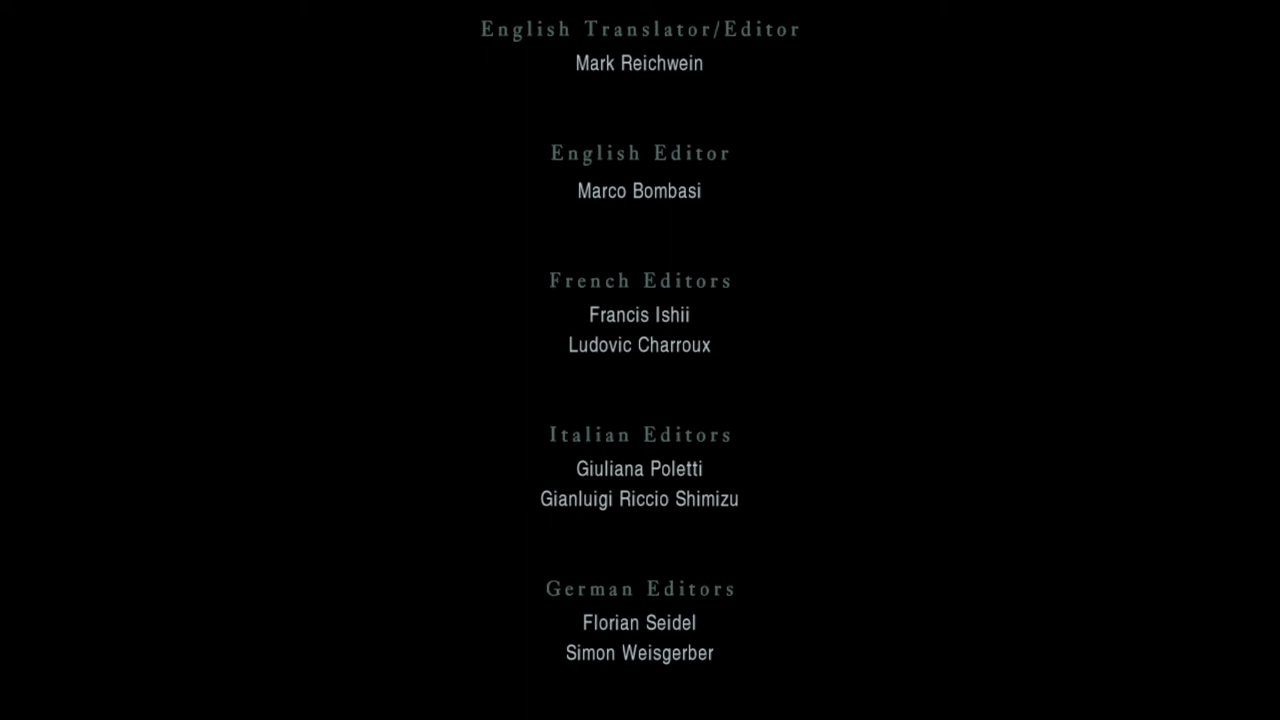 English Translator/Editor
Mark Reichwein
English Editor
Marco Bombasi
French Editors
Francis Ishii
Ludovic Charroux
Italian Editors
Giuliana Poletti
Gianluigi Riccio Shimizu
German Editors
Florian Seidel
Simon Weisgerber